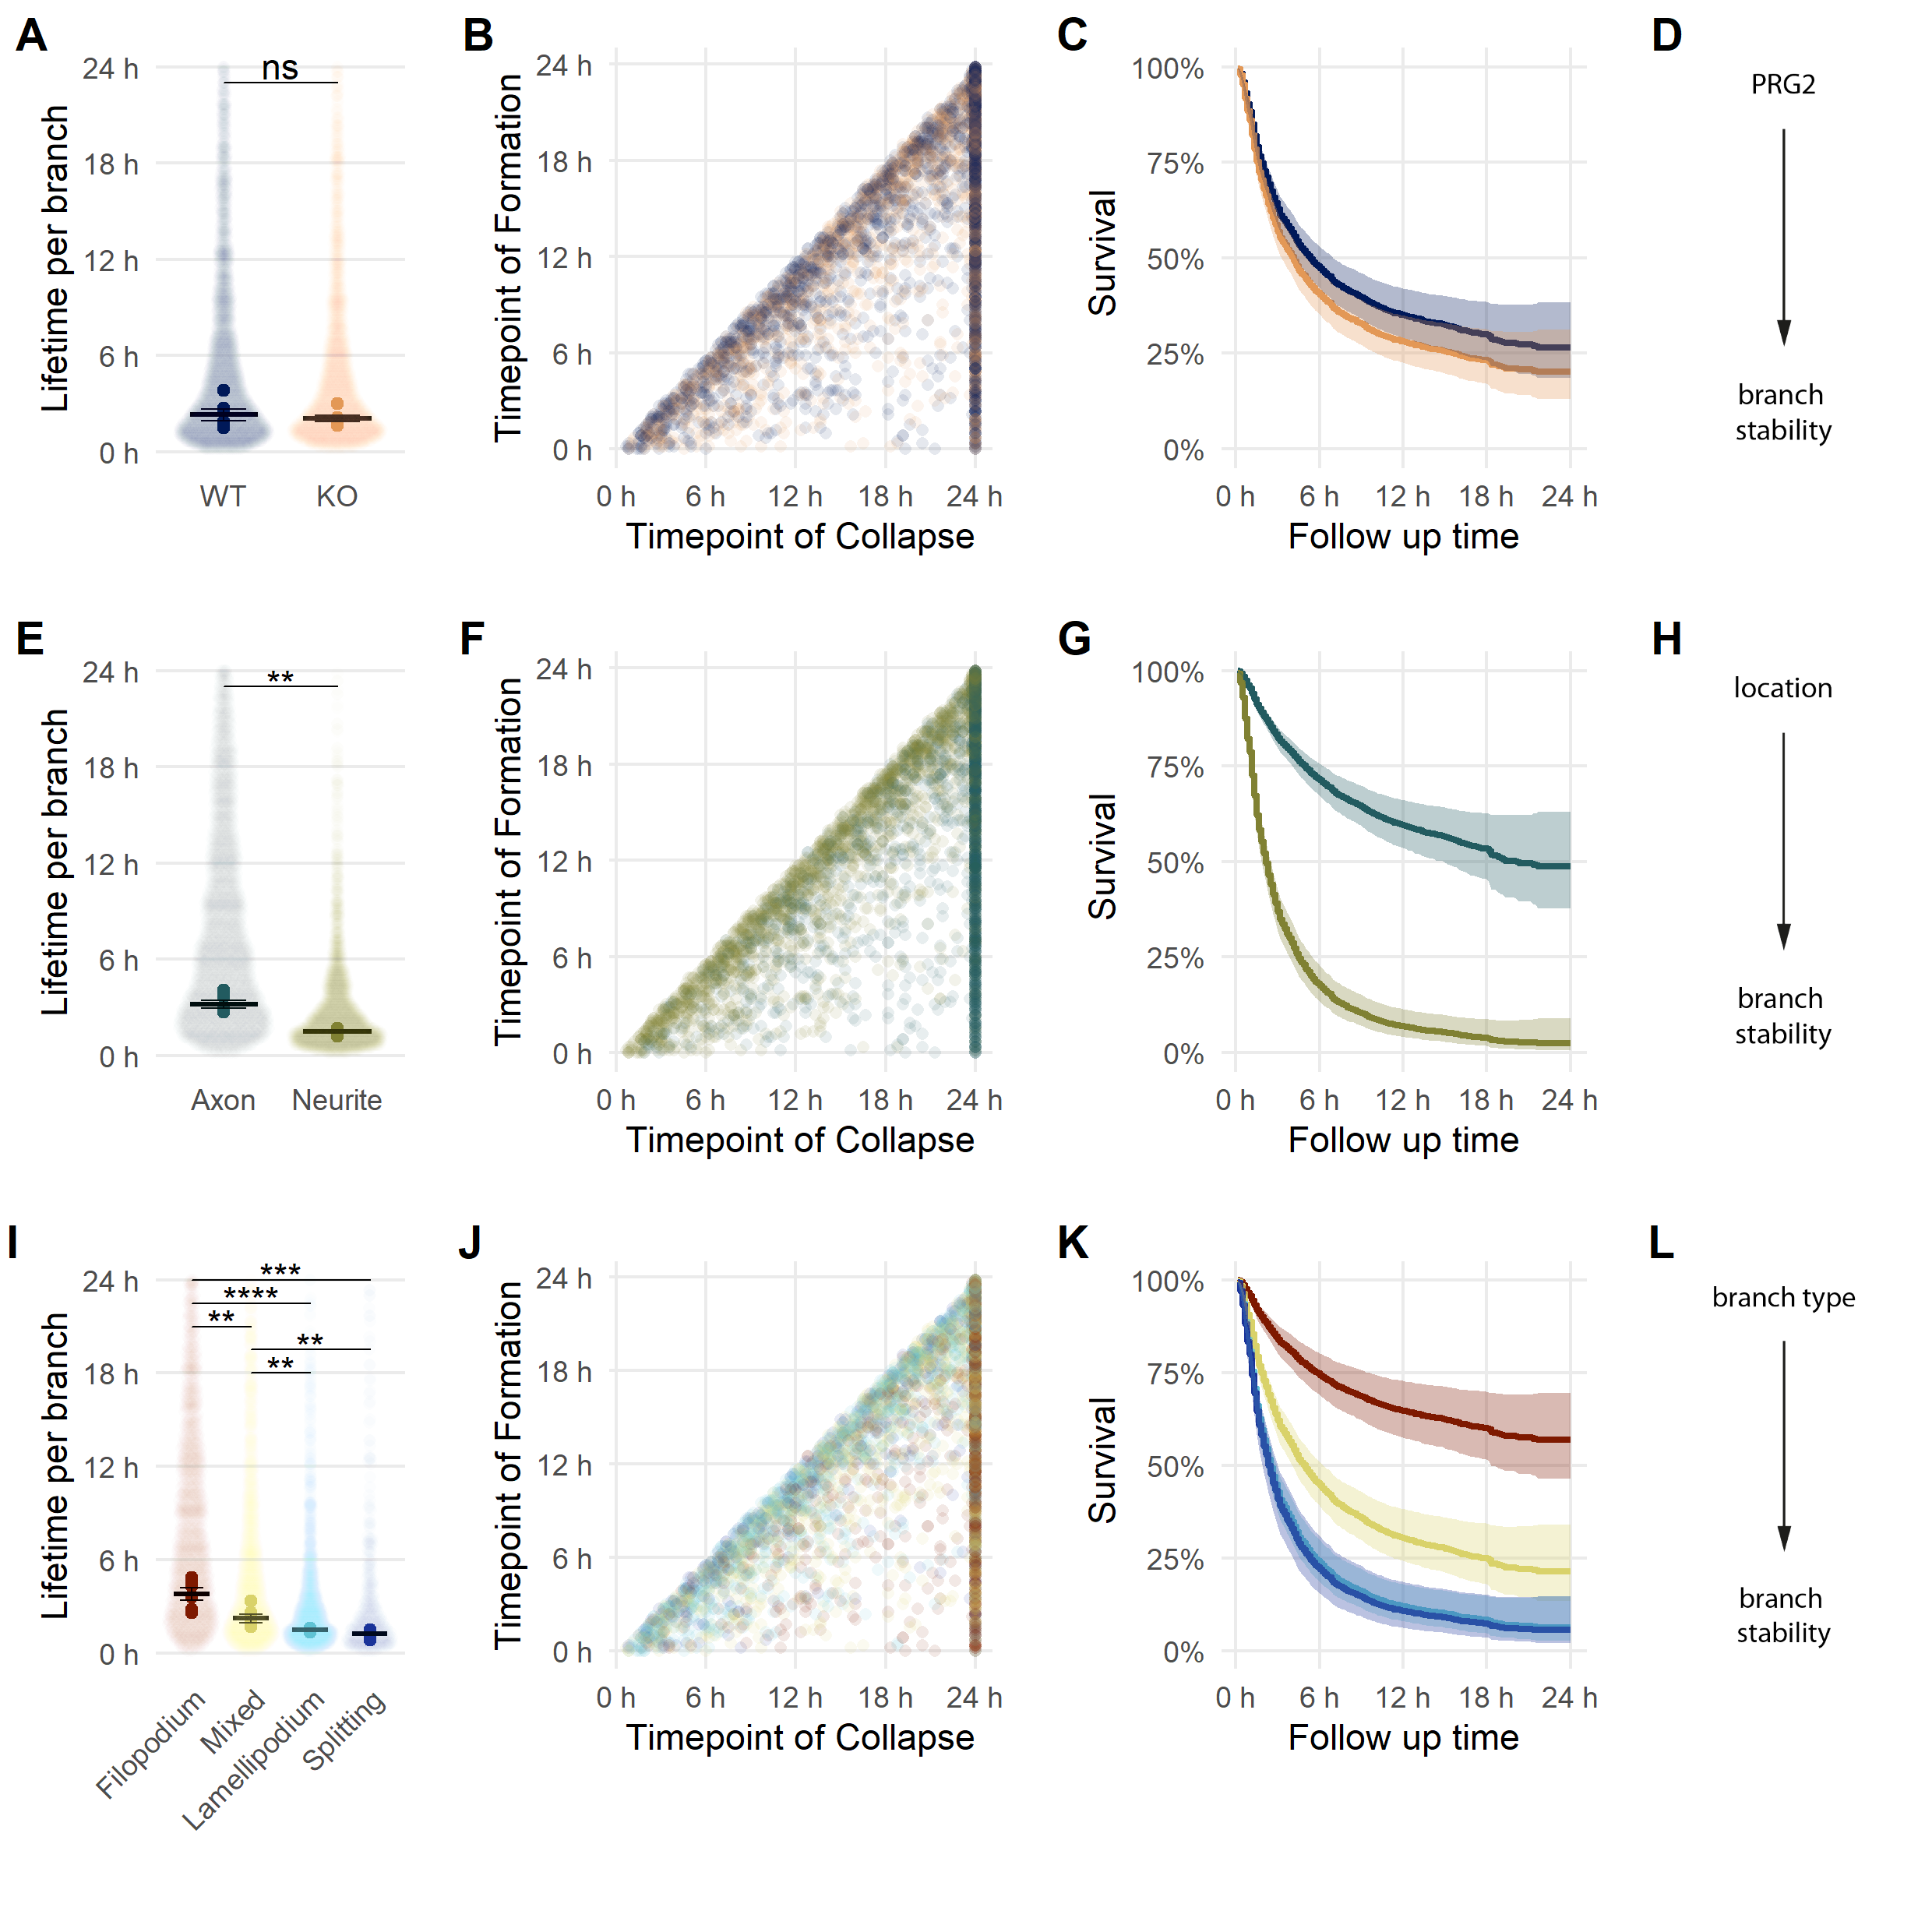 A
24 h
18 h
12 h
6 h
0 h
Lifetime per branch
ns
WT
KO
B
24 h
18 h
12 h
6 h
0 h
Timepoint of Formation
0 h
6 h
12 h
18 h
24 h
Timepoint of Collapse
C
100%
75%
50%
25%
0%
Survival
0 h
6 h
12 h
18 h
24 h
Follow up time
D
PRG2
branch
stability
E
24 h
18 h
12 h
6 h
0 h
Lifetime per branch
**
Axon
Neurite
F
24 h
18 h
12 h
6 h
0 h
Timepoint of Formation
0 h
6 h
12 h
18 h
24 h
Timepoint of Collapse
G
100%
75%
50%
25%
0%
Survival
0 h
6 h
12 h
18 h
24 h
Follow up time
H
location
branch
stability
I
24 h
18 h
12 h
6 h
0 h
Lifetime per branch
***
****
**
**
**
Filopodium
Mixed
Lamellipodium
Splitting
J
24 h
18 h
12 h
6 h
0 h
Timepoint of Formation
0 h
6 h
12 h
18 h
24 h
Timepoint of Collapse
K
100%
75%
50%
25%
0%
Survival
0 h
6 h
12 h
18 h
24 h
Follow up time
L
branch type
branch
stability